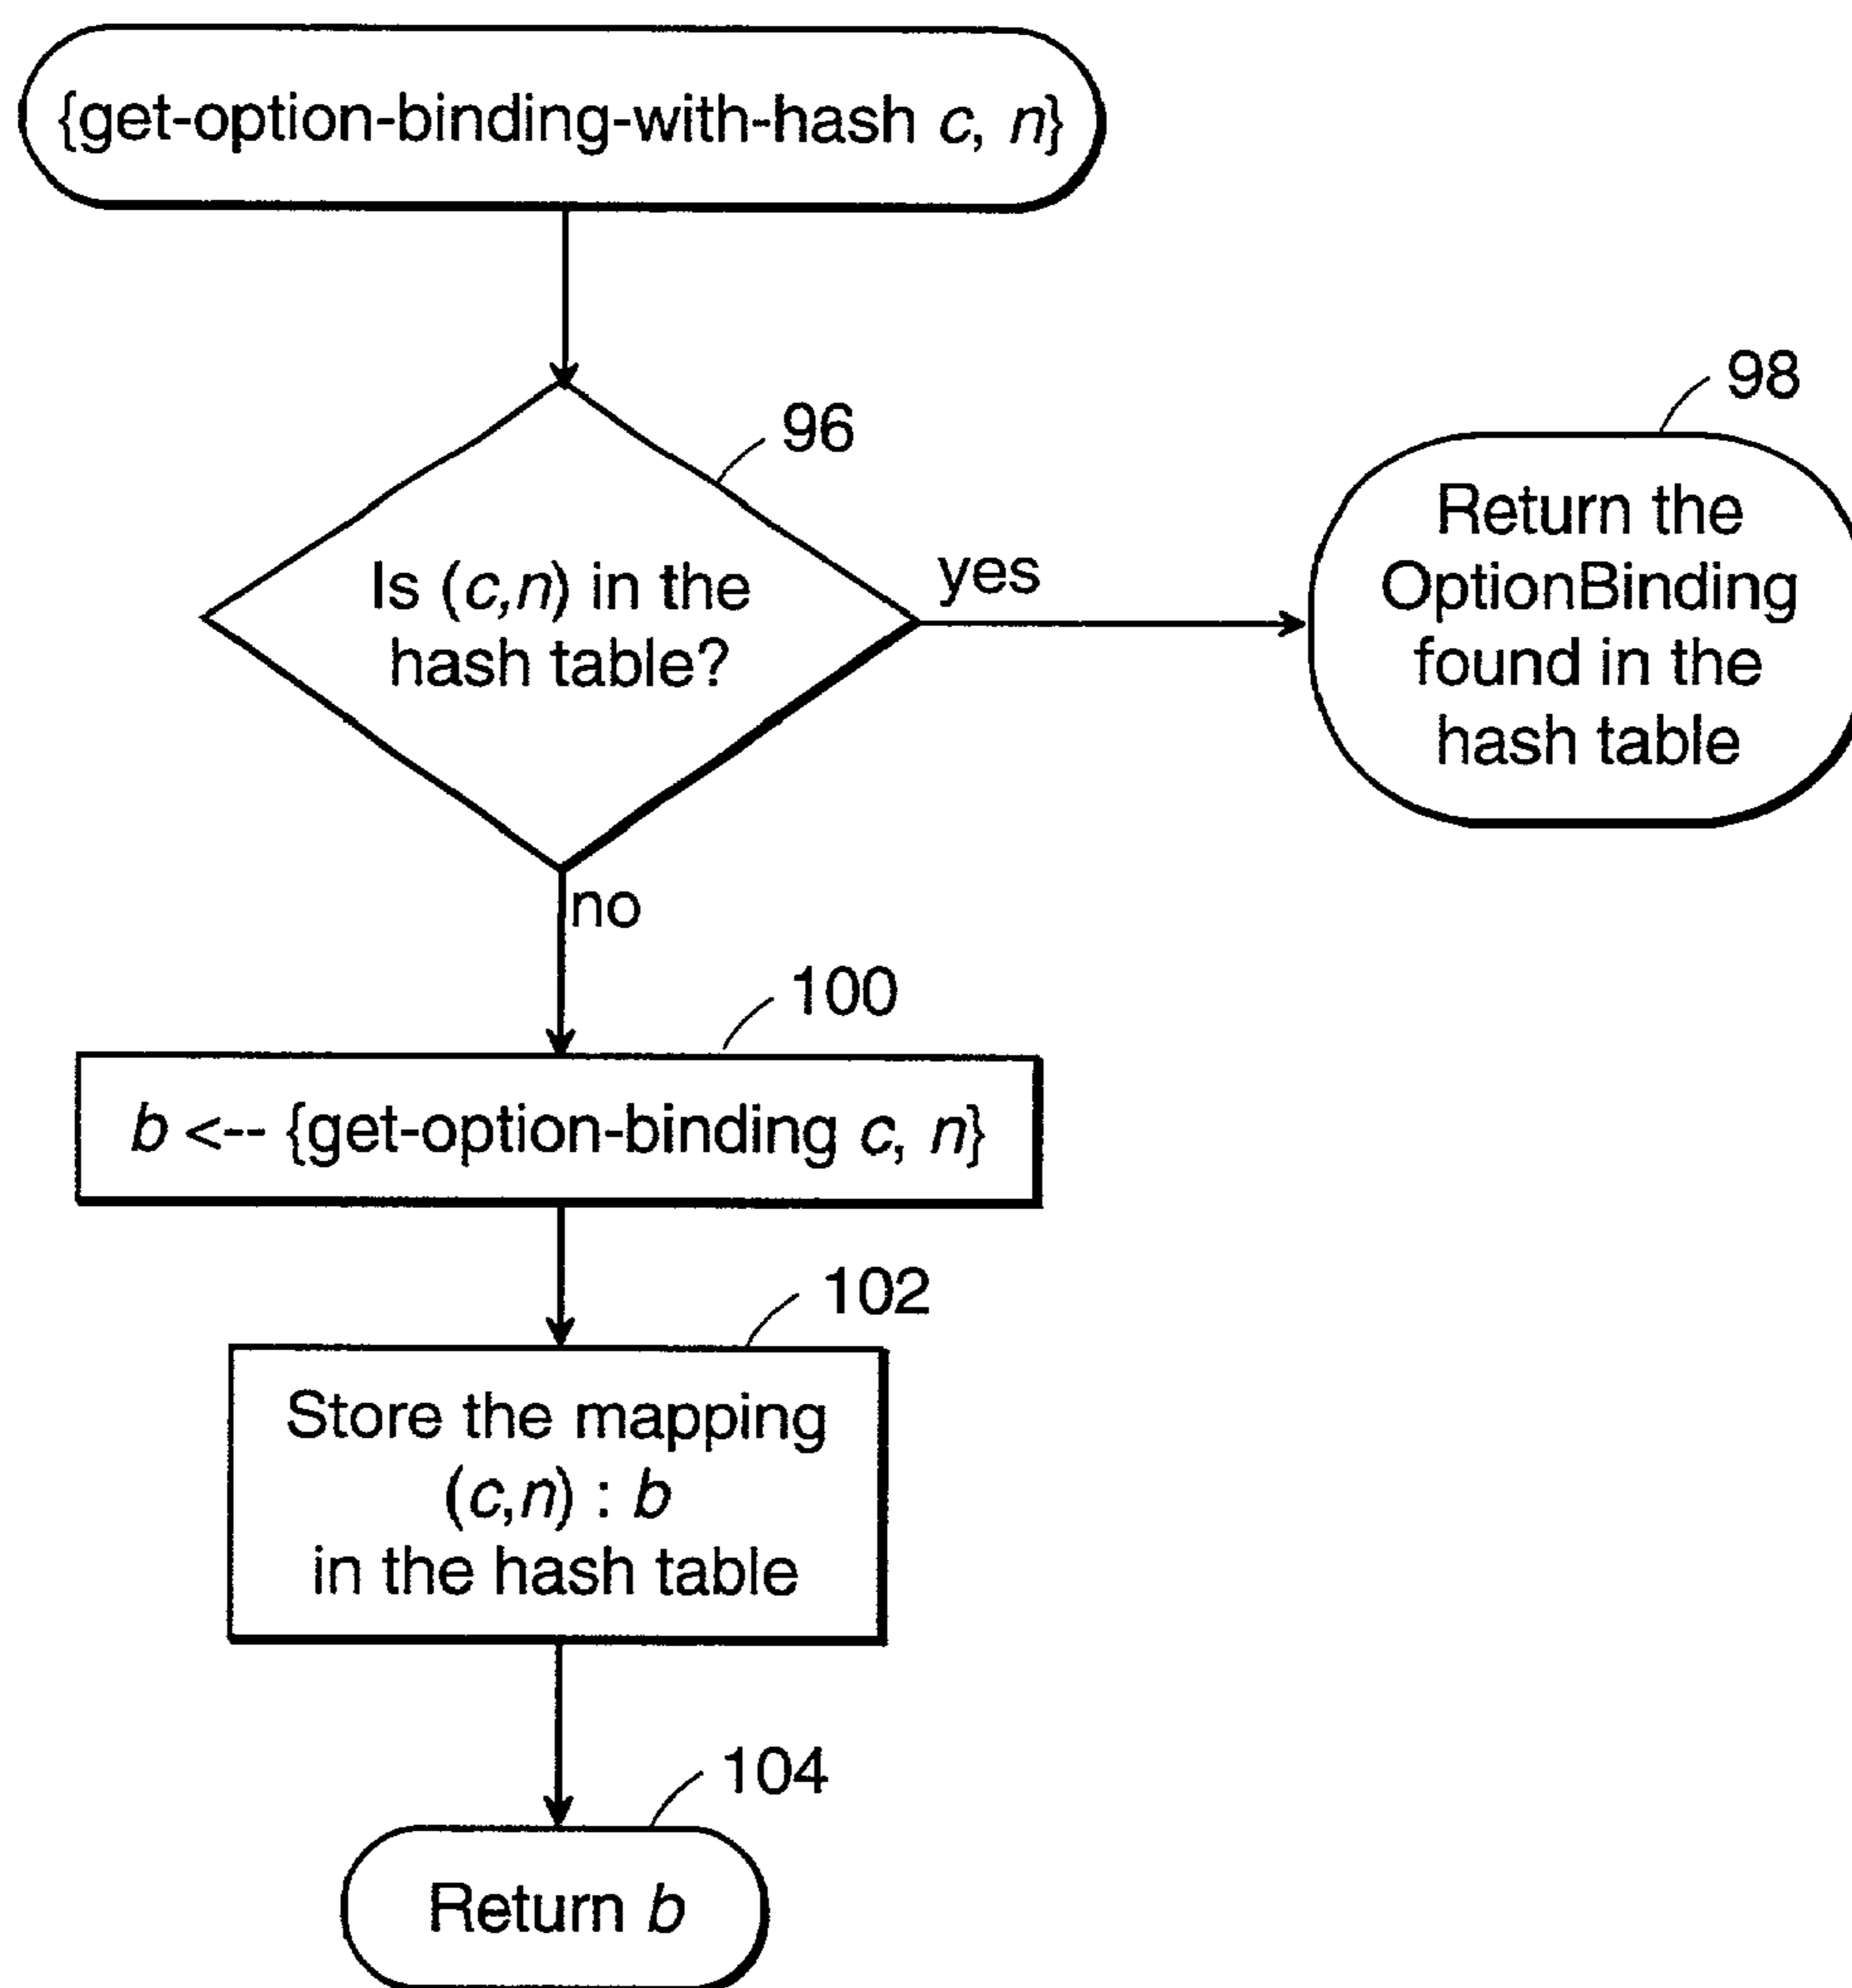 {get-option-binding-with-hash c, n}
96
Is (c,n) in the
hash table?
yes
98
Return the
OptionBinding
found in the
hash table
no
100
b <-- {get-option-binding c, n}
102
Store the mapping
(c,n) : b
in the hash table
104
Return b